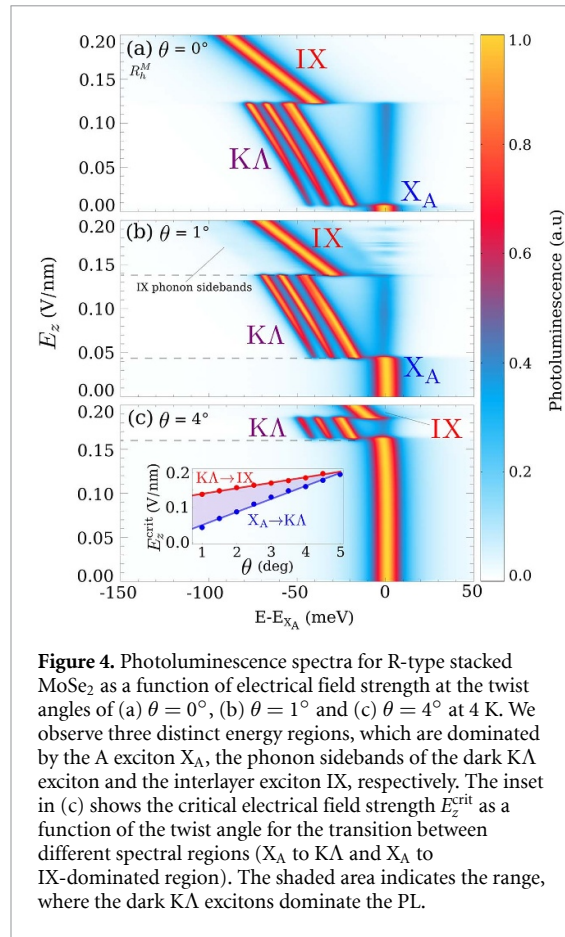 (a) θ = 0°
R_h^M
IX
KΛ
X_A
0.20
0.15
0.10
0.05
0.00
(b) θ = 1°
IX
IX phonon sidebands
KΛ
X_A
0.20
0.15
0.10
0.05
0.00
E_z (V/nm)
(c) θ = 4°
KΛ
IX
0.20
0.15
0.10
0.05
0.00
KΛ→IX
X_A→KΛ
E_z^crit (V/nm)
0.2
0.1
0.0
1 2 3 4 5
θ (deg)
-150 -100 -50 0 50
E-E_X_A (meV)
1.0
0.8
0.6
0.4
0.2
0.0
Photoluminescence (a.u)
Figure 4. Photoluminescence spectra for R-type stacked
MoSe₂ as a function of electrical field strength at the twist
angles of (a) θ = 0°, (b) θ = 1° and (c) θ = 4° at 4 K. We
observe three distinct energy regions, which are dominated
by the A exciton X_A, the phonon sidebands of the dark KΛ
exciton and the interlayer exciton IX, respectively. The inset
in (c) shows the critical electrical field strength E_z^crit as a
function of the twist angle for the transition between
different spectral regions (X_A to KΛ and X_A to
IX-dominated region). The shaded area indicates the range,
where the dark KΛ excitons dominate the PL.